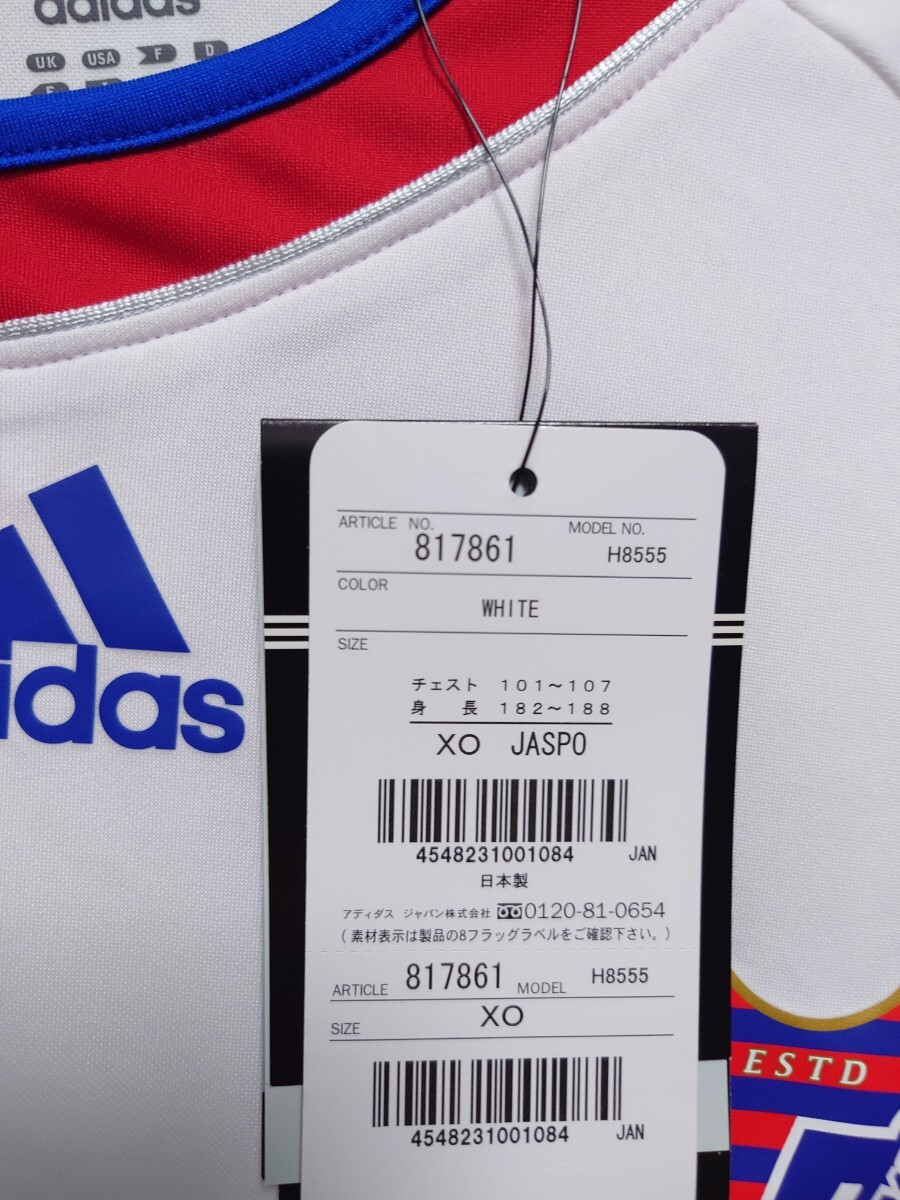 adidas
UK USA F D
adidas
ARTICLE NO. 817861 MODEL NO. H8555
COLOR
WHITE
SIZE
チェスト 101～107
身 長 182～188
XO JASPO
4548231001084 JAN
日本製
アディダス ジャパン株式会社 0120-81-0654
(素材表示は製品の8フラッグラベルをご確認下さい。)
ARTICLE 817861 MODEL H8555
SIZE XO
4548231001084 JAN
ESTD